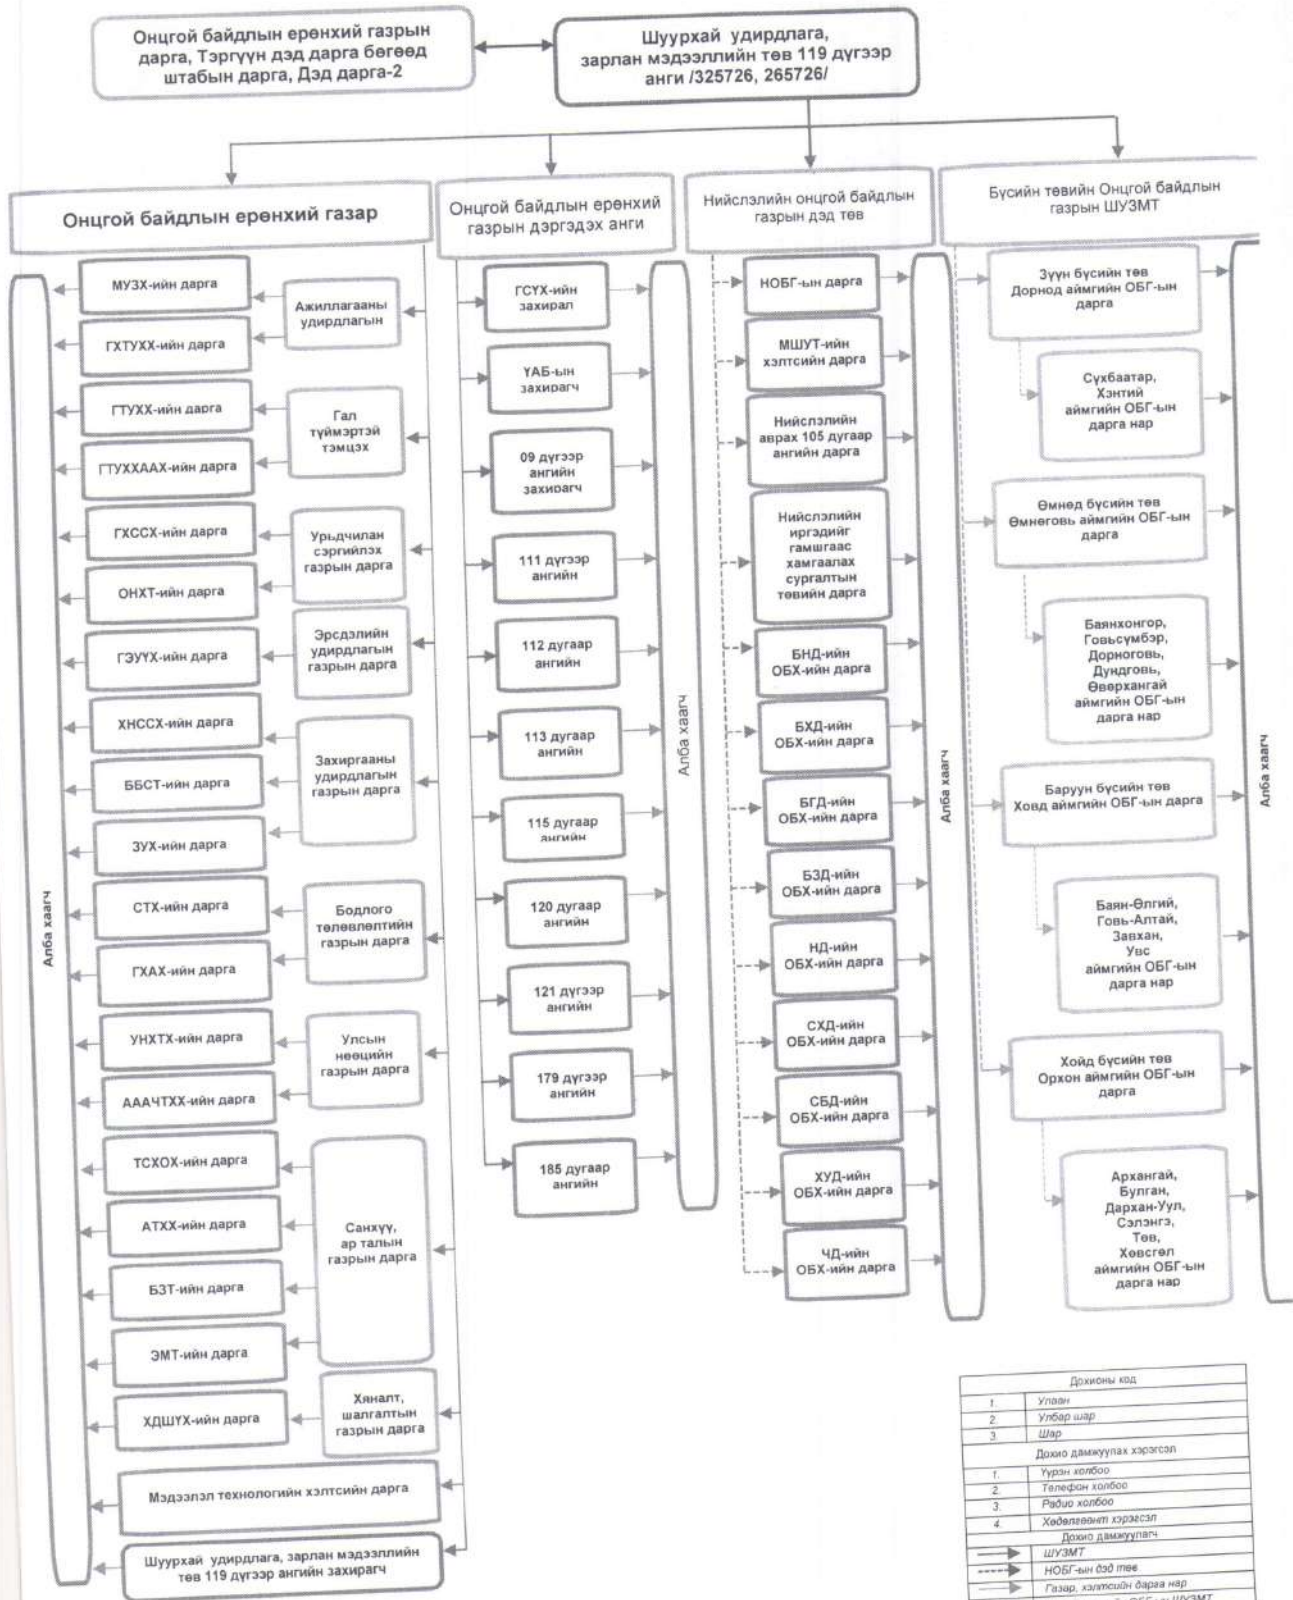 Онцгой байдлын ерөнхий газрын
дарга, Тэргүүн дэд дарга бөгөөд
штабын дарга, Дэд дарга-2
Шуурхай удирдлага,
зарлан мэдээллийн төв 119 дүгээр
анги /325726, 265726/
Онцгой байдлын ерөнхий газар
МУЗХ-ийн дарга
ГХТУХХ-ийн дарга
Ажиллагааны
удирдлагын
ГТУХХ-ийн дарга
ГТУХХААХ-ийн дарга
Гал
түймэртэй
тэмцэх
ГХССХ-ийн дарга
ОНХТ-ийн дарга
Урьдчилан
сэргийлэх
газрын дарга
ГЭУҮХ-ийн дарга
Эрсдэлийн
удирдлагын
газрын дарга
ХНССХ-ийн дарга
ББСТ-ийн дарга
ЗУХ-ийн дарга
Захиргааны
удирдлагын
газрын дарга
СТХ-ийн дарга
ГХАХ-ийн дарга
Бодлого
төлөвлөлтийн
газрын дарга
УНХТХ-ийн дарга
АААЧТХХ-ийн дарга
Улсын
нөөцийн
газрын дарга
ТСХОХ-ийн дарга
АТХХ-ийн дарга
БЗТ-ийн дарга
ЭМТ-ийн дарга
Санхүү,
ар талын
газрын дарга
ХДШҮХ-ийн дарга
Хяналт,
шалгалтын
газрын дарга
Мэдээлэл технологийн хэлтсийн дарга
Шуурхай удирдлага, зарлан мэдээллийн
төв 119 дүгээр ангийн захирагч
Алба хаагч
Онцгой байдлын ерөнхий
газрын дэргэдэх анги
ГСҮХ-ийн
захирал
ҮАБ-ын
захирагч
09 дүгээр
ангийн
захирагч
111 дүгээр
ангийн
112 дугаар
ангийн
113 дугаар
ангийн
115 дугаар
ангийн
120 дугаар
ангийн
121 дүгээр
ангийн
179 дүгээр
ангийн
185 дугаар
ангийн
Алба хаагч
Нийслэлийн онцгой байдлын
газрын дэд төв
НОБГ-ын дарга
МШУТ-ийн
хэлтсийн дарга
Нийслэлийн
аврах 105 дугаар
ангийн дарга
Нийслэлийн
иргэдийг
гамшгаас
хамгаалах
сургалтын
төвийн дарга
БНД-ийн
ОБХ-ийн дарга
БХД-ийн
ОБХ-ийн дарга
БГД-ийн
ОБХ-ийн дарга
БЗД-ийн
ОБХ-ийн дарга
НД-ийн
ОБХ-ийн дарга
СХД-ийн
ОБХ-ийн дарга
СБД-ийн
ОБХ-ийн дарга
ХУД-ийн
ОБХ-ийн дарга
ЧД-ийн
ОБХ-ийн дарга
Алба хаагч
Бүсийн төвийн Онцгой байдлын
газрын ШУЗМТ
Зүүн бүсийн төв
Дорнод аймгийн ОБГ-ын
дарга
Сүхбаатар,
Хэнтий
аймгийн ОБГ-ын
дарга нар
Өмнөд бүсийн төв
Өмнөговь аймгийн ОБГ-ын
дарга
Баянхонгор,
Говьсүмбэр,
Дорноговь,
Дундговь,
Өвөрхангай
аймгийн ОБГ-ын
дарга нар
Баруун бүсийн төв
Ховд аймгийн ОБГ-ын дарга
Баян-Өлгий,
Говь-Алтай,
Завхан,
Увс
аймгийн ОБГ-ын
дарга нар
Хойд бүсийн төв
Орхон аймгийн ОБГ-ын
дарга
Архангай,
Булган,
Дархан-Уул,
Сэлэнгэ,
Төв,
Хөвсгөл
аймгийн ОБГ-ын
дарга нар
Алба хаагч
Дохионы код
1. Улаан
2. Улбар шар
3. Шар
Дохио дамжуулах хэрэгсэл
1. Үүрэн холбоо
2. Телефон холбоо
3. Радио холбоо
4. Хөдөлгөөнт хэрэгсэл
Дохио дамжуулагч
ШУЗМТ
НОБГ-ын дэд төв
Газар, хэлтсийн дарга нар
ОБГ-ын ШУЗМТ